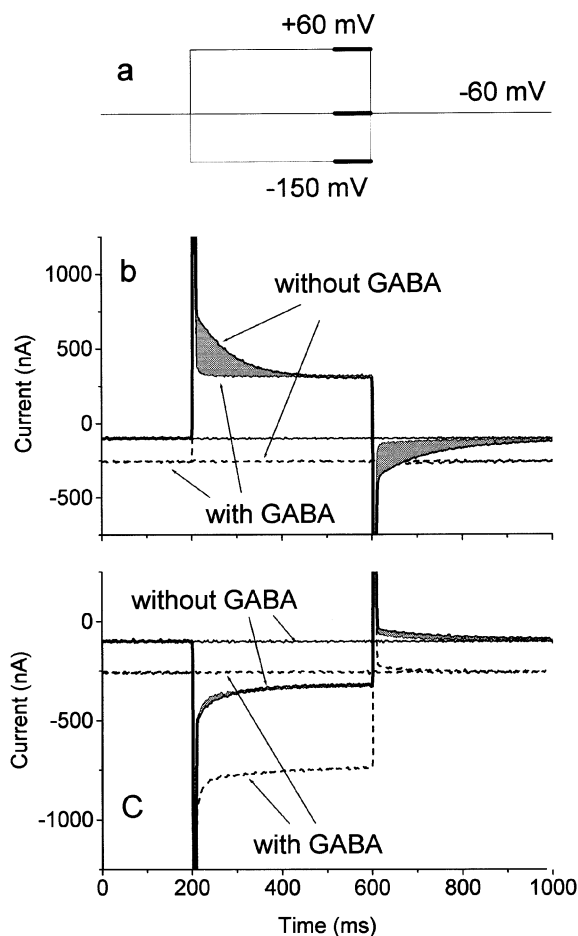 +60 mV
a
-60 mV
-150 mV
b
without GABA
1000
500
0
-500
Current (nA)
with GABA
without GABA
0
-500
-1000
Current (nA)
C
with GABA
0 200 400 600 800 1000
Time (ms)